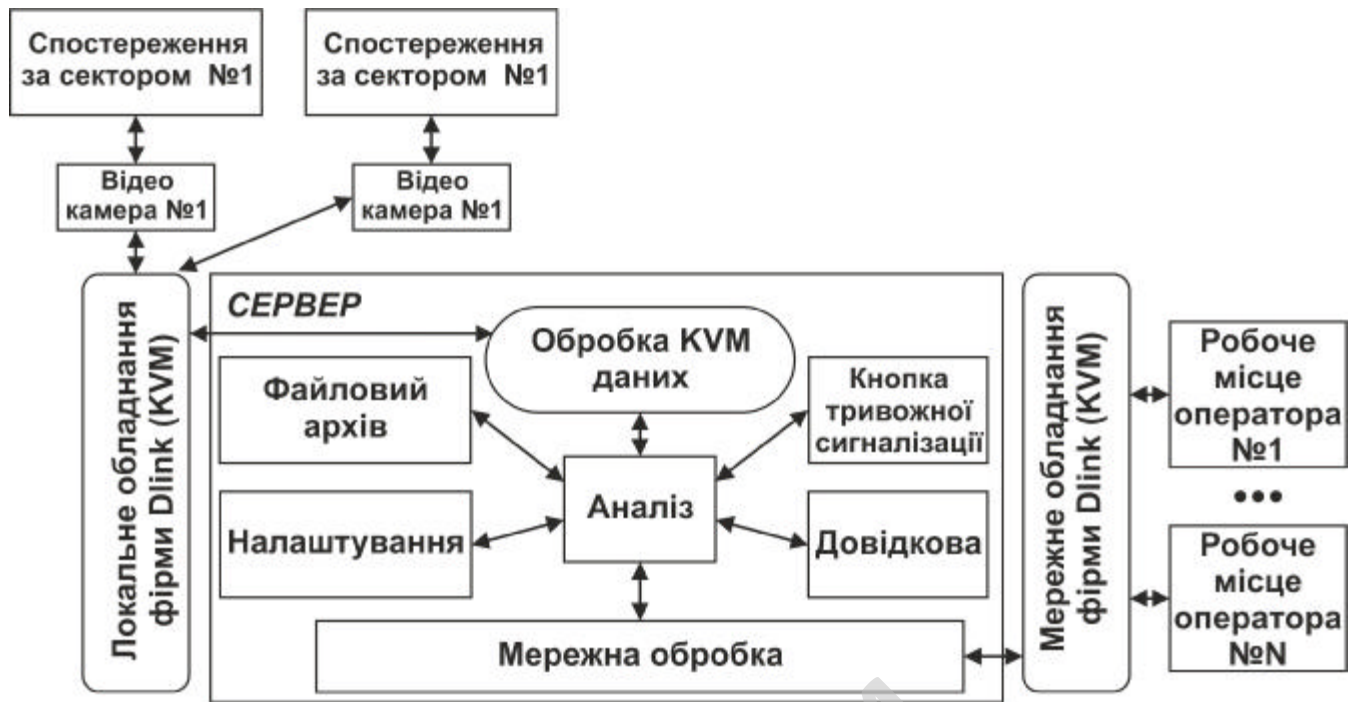 Спостереження
за сектором №1
Спостереження
за сектором №1
Відео
камера №1
Відео
камера №1
Локальне обладнання
фірми Dlink (KVM)
СЕРВЕР
Обробка KVM
даних
Файловий
архів
Кнопка
тривожної
сигналізації
Аналіз
Налаштування
Довідкова
Мережна обробка
Мережне обладнання
фірми Dlink (KVM)
Робоче
місце
оператора
№1
•••
Робоче
місце
оператора
№N